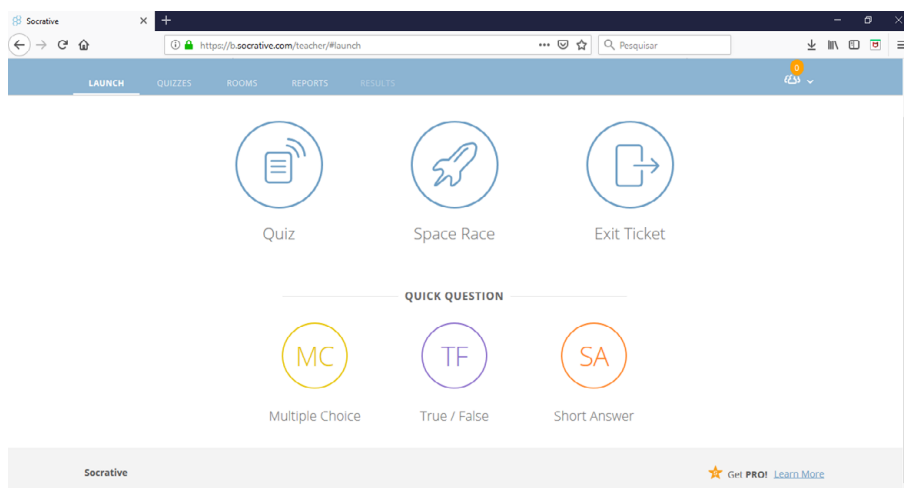 Socrative
https://b.socrative.com/teacher/#launch
Pesquisar
0
LAUNCH QUIZZES ROOMS REPORTS RESULTS
Quiz Space Race Exit Ticket
QUICK QUESTION
MC TF SA
Multiple Choice True / False Short Answer
Socrative Get PRO! Learn More